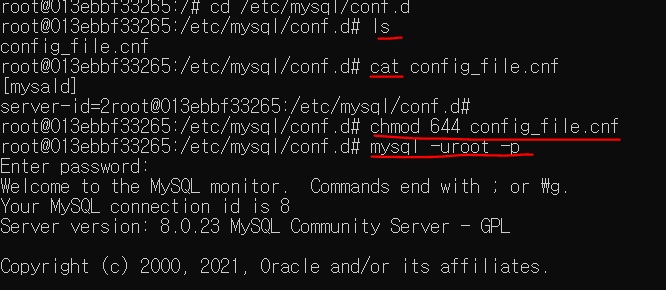 root@013ebbf33265:/# cd /etc/mysql/conf.d
root@013ebbf33265:/etc/mysql/conf.d# ls
config_file.cnf
root@013ebbf33265:/etc/mysql/conf.d# cat config_file.cnf
[mysald]
server-id=2root@013ebbf33265:/etc/mysql/conf.d#
root@013ebbf33265:/etc/mysql/conf.d# chmod 644 config_file.cnf
root@013ebbf33265:/etc/mysql/conf.d# mysql -uroot -p
Enter password:
Welcome to the MySQL monitor.  Commands end with ; or ₩g.
Your MySQL connection id is 8
Server version: 8.0.23 MySQL Community Server - GPL
Copyright (c) 2000, 2021, Oracle and/or its affiliates.